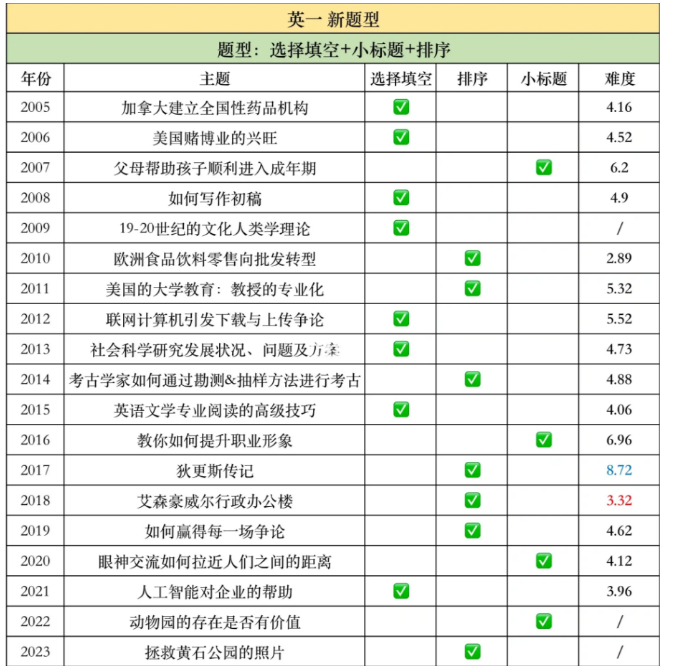 英一 新题型
题型：选择填空+小标题+排序
年份 主题 选择填空 排序 小标题 难度
2005 加拿大建立全国性药品机构 ✅ 4.16
2006 美国赌博业的兴旺 ✅ 4.52
2007 父母帮助孩子顺利进入成年期 ✅ 6.2
2008 如何写作初稿 ✅ 4.9
2009 19-20世纪的文化人类学理论 ✅ /
2010 欧洲食品饮料零售向批发转型 ✅ 2.89
2011 美国的大学教育：教授的专业化 ✅ 5.32
2012 联网计算机引发下载与上传争论 ✅ 5.52
2013 社会科学研究发展状况、问题及方案 ✅ 4.73
2014 考古学家如何通过勘测&抽样方法进行考古 ✅ 4.88
2015 英语文学专业阅读的高级技巧 ✅ 4.06
2016 教你如何提升职业形象 ✅ 6.96
2017 狄更斯传记 ✅ 8.72
2018 艾森豪威尔行政办公楼 ✅ 3.32
2019 如何赢得每一场争论 ✅ 4.62
2020 眼神交流如何拉近人们之间的距离 ✅ 4.12
2021 人工智能对企业的帮助 ✅ 3.96
2022 动物园的存在是否有价值 ✅ /
2023 拯救黄石公园的照片 ✅ /